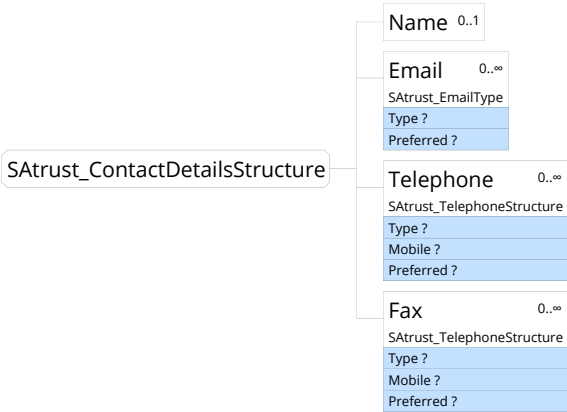 SAtrust_ContactDetailsStructure
Name 0..1
Email 0..∞
SAtrust_EmailType
Type ?
Preferred ?
Telephone 0..∞
SAtrust_TelephoneStructure
Type ?
Mobile ?
Preferred ?
Fax 0..∞
SAtrust_TelephoneStructure
Type ?
Mobile ?
Preferred ?